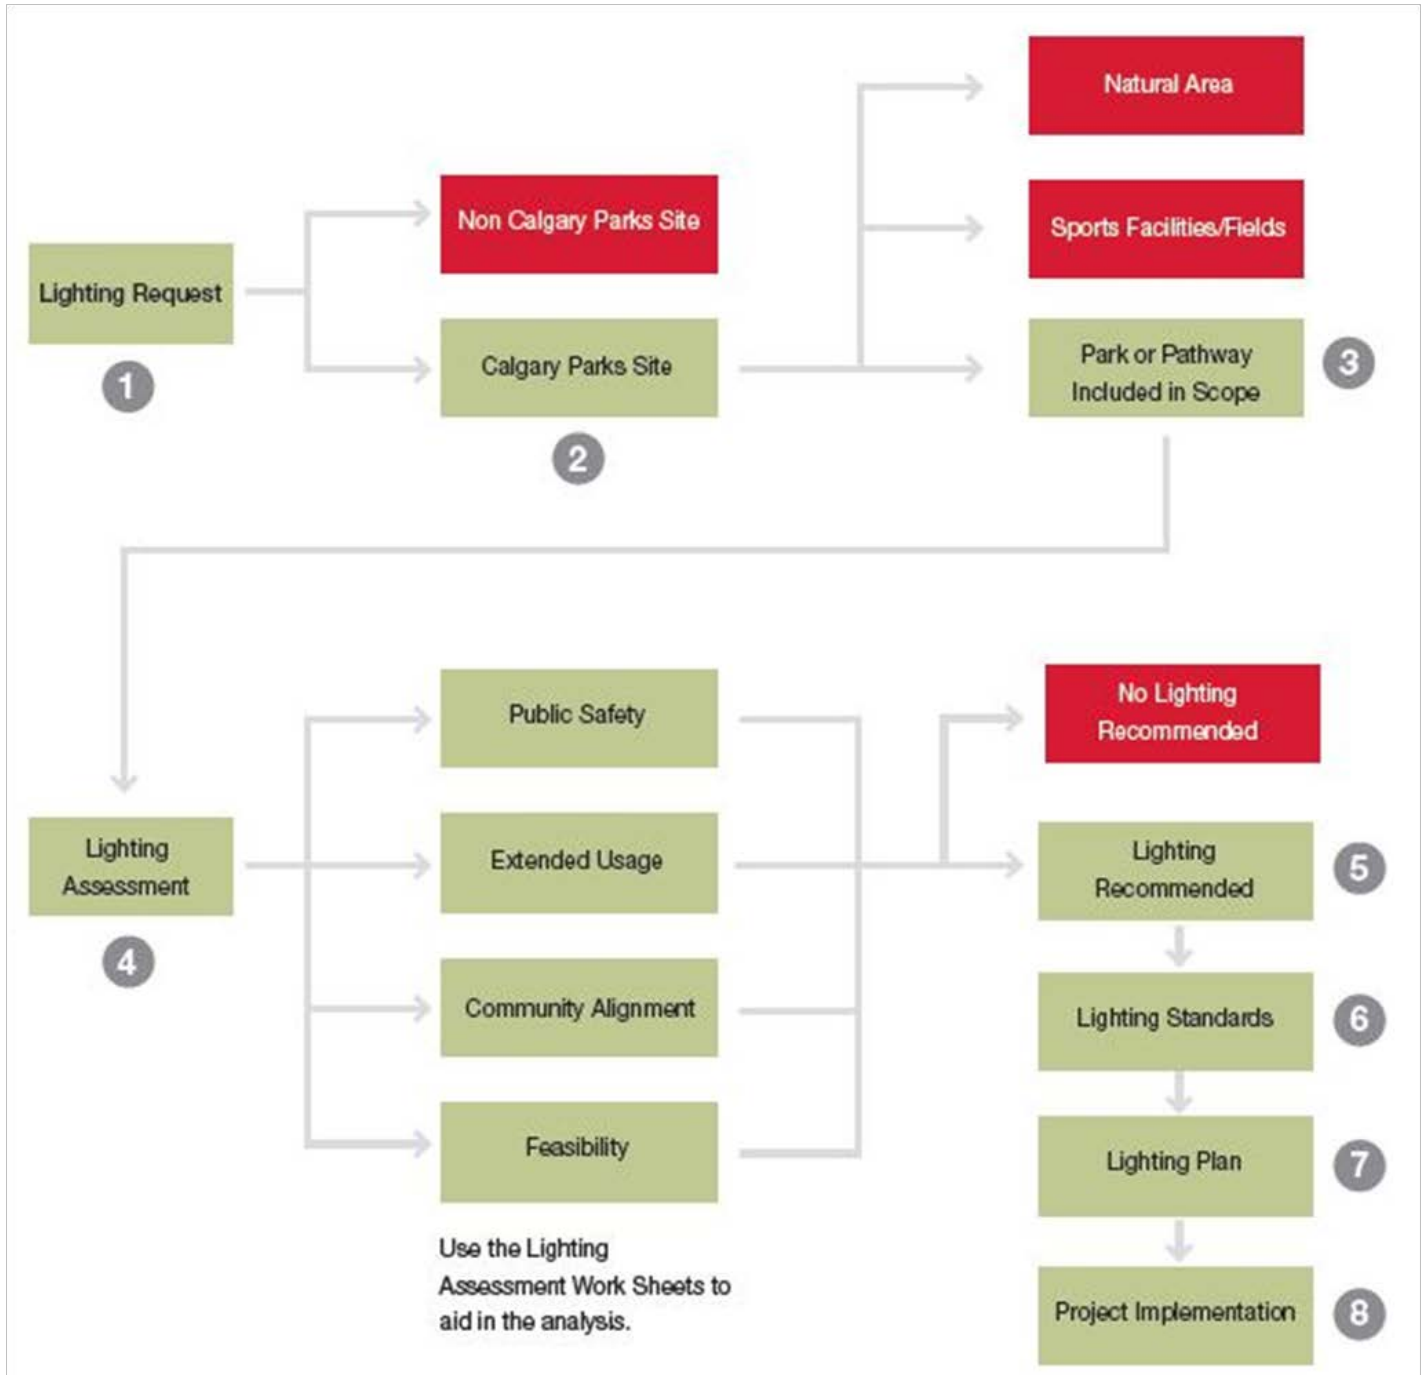 Natural Area
Non Calgary Parks Site
Sports Facilities/Fields
Lighting Request
1
Calgary Parks Site
2
Park or Pathway
Included in Scope
3
Public Safety
No Lighting
Recommended
Lighting
Assessment
4
Extended Usage
Lighting
Recommended
5
Community Alignment
Lighting Standards
6
Feasibility
Lighting Plan
7
Use the Lighting
Assessment Work Sheets to
aid in the analysis.
Project Implementation
8